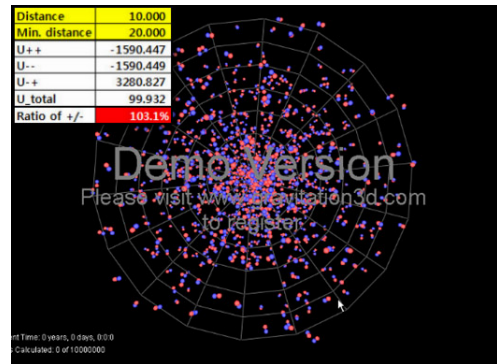 Distance 10.000
Min. distance 20.000
U++ -1590.447
U-- -1590.449
U-+ 3280.827
U_total 99.932
Ratio of +/- 103.1%
Demo Version
Please visit www.gravitation3d.com
to register
nt Time: 0 years, 0 days, 0:0:0
Calculated: 0 of 10000000